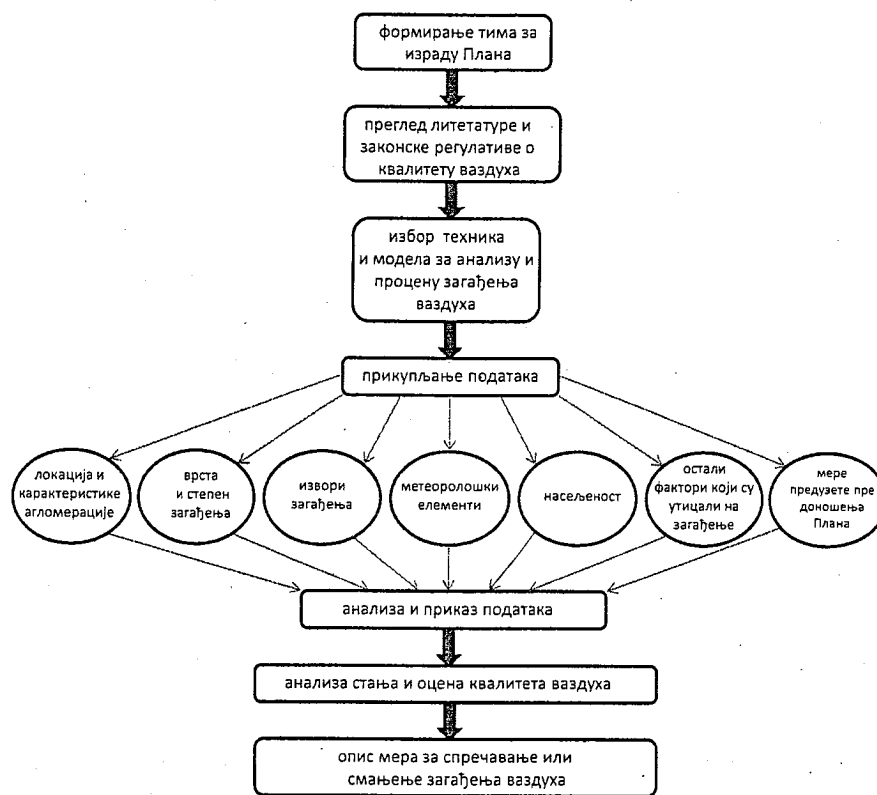 формирање тима за
израду Плана
преглед литетатуре и
законске регулативе о
квалитету ваздуха
избор техника
и модела за анализу и
процену загађења
ваздуха
прикупљање података
локација и
карактеристике
агломерације
врста
и степен
загађења
извори
загађења
метеоролошки
елементи
насељеност
остали
фактори који су
утицали на
загађење
мере
предузете пре
доношења
Плана
анализа и приказ података
анализа стања и оцена квалитета ваздуха
опис мера за спречавање или
смањење загађења ваздуха